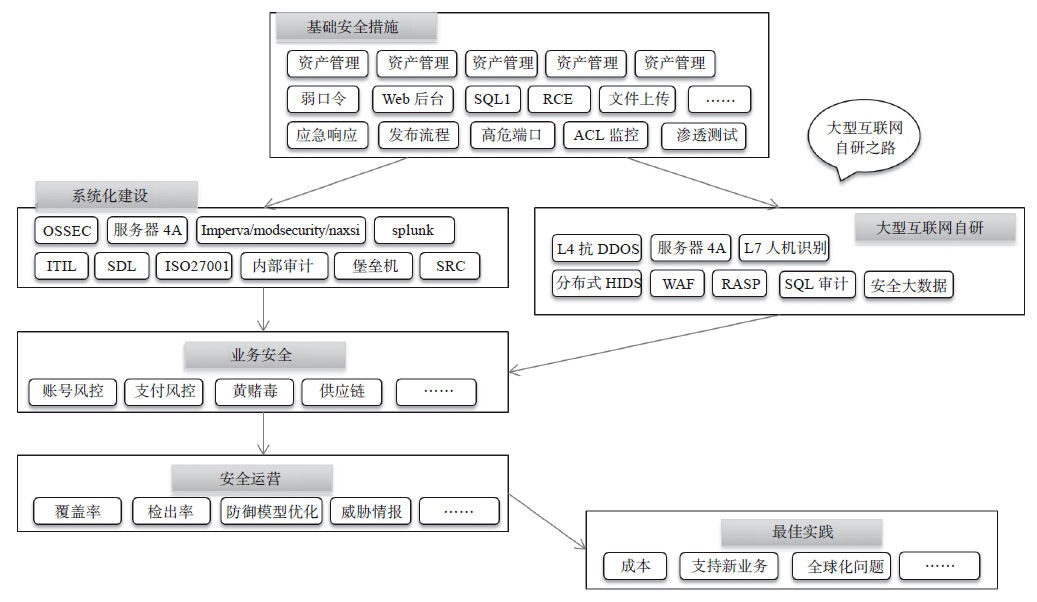 基础安全措施
资产管理 资产管理 资产管理 资产管理 资产管理
弱口令 Web 后台 SQL1 RCE 文件上传 ……
应急响应 发布流程 高危端口 ACL 监控 渗透测试
大型互联网
自研之路
系统化建设
OSSEC 服务器 4A Imperva/modsecurity/naxsi splunk
ITIL SDL ISO27001 内部审计 堡垒机 SRC
大型互联网自研
L4 抗 DDOS 服务器 4A L7 人机识别
分布式 HIDS WAF RASP SQL 审计 安全大数据
业务安全
账号风控 支付风控 黄赌毒 供应链 ……
安全运营
覆盖率 检出率 防御模型优化 威胁情报 ……
最佳实践
成本 支持新业务 全球化问题 ……